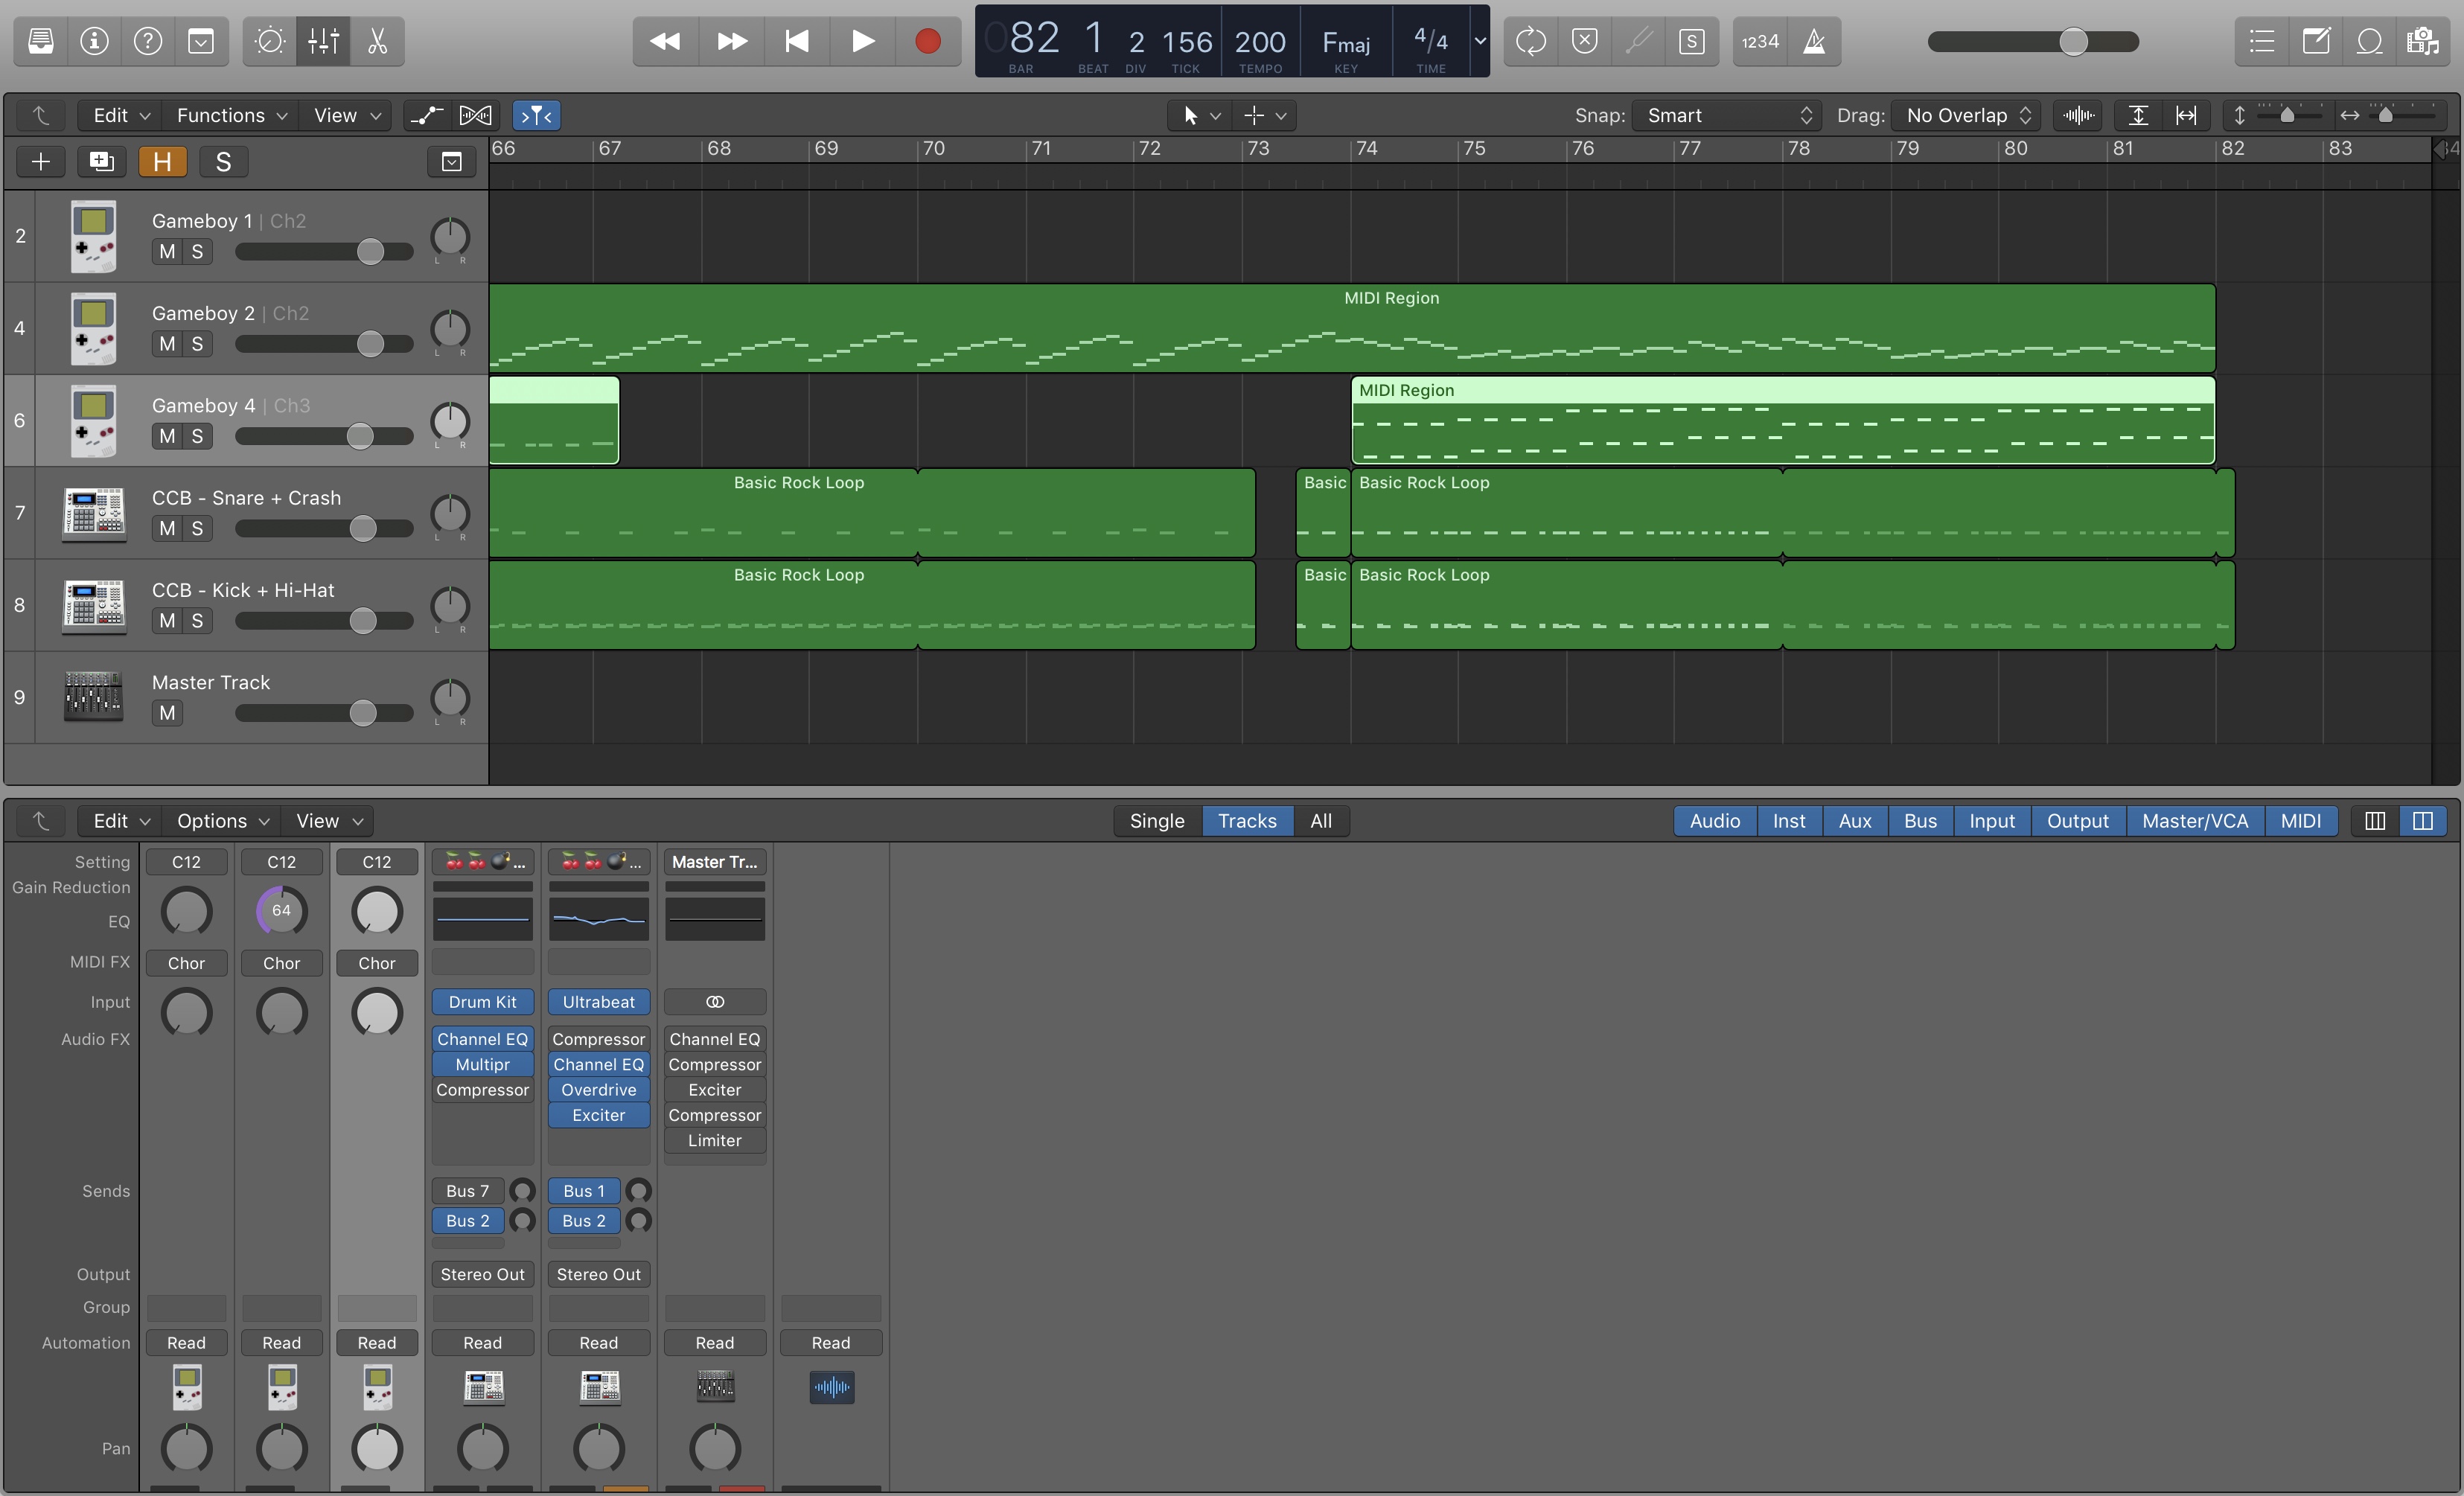 082 1 2 156 200 Fmaj 4/4 S 1234
BAR BEAT DIV TICK TEMPO KEY TIME
Edit Functions View Snap: Smart Drag: No Overlap
H S 66 67 68 69 70 71 72 73 74 75 76 77 78 79 80 81 82 83 84
2 Gameboy 1 | Ch2
M S L R
4 Gameboy 2 | Ch2 MIDI Region
M S L R
6 Gameboy 4 | Ch3 MIDI Region
M S L R
7 CCB - Snare + Crash Basic Rock Loop Basic Basic Rock Loop
M S L R
8 CCB - Kick + Hi-Hat Basic Rock Loop Basic Basic Rock Loop
M S L R
9 Master Track
M L R
Edit Options View Single Tracks All Audio Inst Aux Bus Input Output Master/VCA MIDI
Setting C12 C12 C12 🍒🍒💣... 🍒🍒💣... Master Tr...
Gain Reduction
64
EQ
MIDI FX Chor Chor Chor
Input Drum Kit Ultrabeat
Audio FX Channel EQ Compressor Channel EQ
Multipr Channel EQ Compressor
Compressor Overdrive Exciter
Exciter Compressor
Limiter
Sends Bus 7 Bus 1
Bus 2 Bus 2
Output Stereo Out Stereo Out
Group
Automation Read Read Read Read Read Read Read
Pan